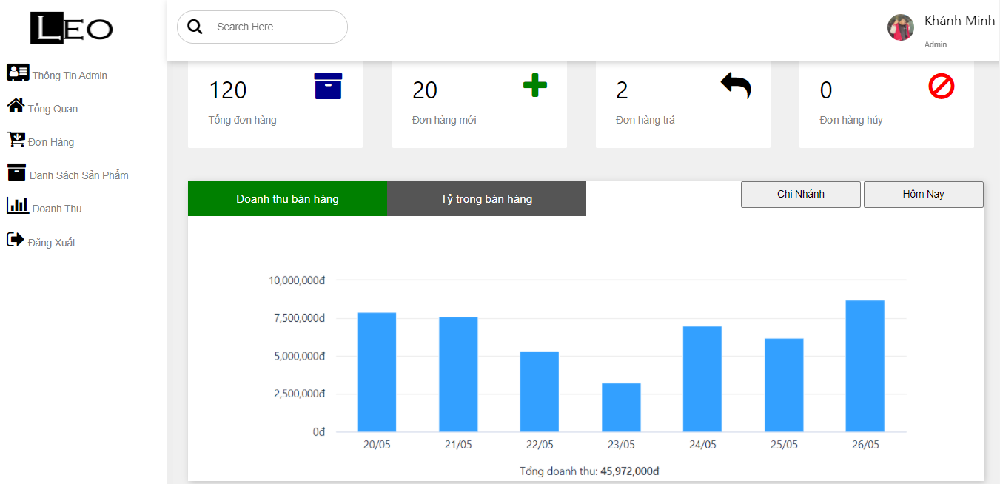 LEO
Search Here
Khánh Minh
Admin
Thông Tin Admin
Tổng Quan
Đơn Hàng
Danh Sách Sản Phẩm
Doanh Thu
Đăng Xuất
120
Tổng đơn hàng
20
Đơn hàng mới
2
Đơn hàng trả
0
Đơn hàng hủy
Doanh thu bán hàng
Tỷ trọng bán hàng
Chi Nhánh
Hôm Nay
10,000,000đ
7,500,000đ
5,000,000đ
2,500,000đ
0đ
20/05 21/05 22/05 23/05 24/05 25/05 26/05
Tổng doanh thu: 45,972,000đ